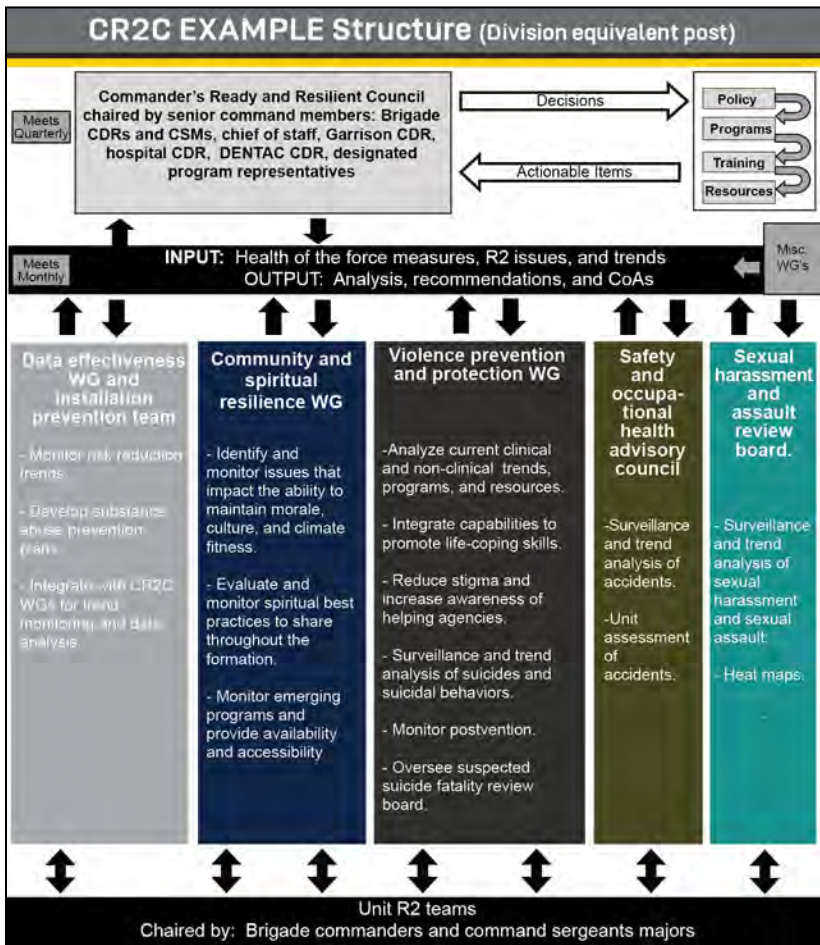 CR2C EXAMPLE Structure (Division equivalent post)
Meets
Quarterly
Commander's Ready and Resilient Council
chaired by senior command members: Brigade
CDRs and CSMs, chief of staff, Garrison CDR,
hospital CDR, DENTAC CDR, designated
program representatives
Decisions
Actionable Items
Policy
Programs
Training
Resources
Meets
Monthly
INPUT: Health of the force measures, R2 issues, and trends
OUTPUT: Analysis, recommendations, and CoAs
Misc.
WG's
Data effectiveness
WG and
installation
prevention team
- Monitor risk reduction
trends.
- Develop substance
abuse prevention
plans.
- Integrate with CR2C
WGs for trend
monitoring and data
analysis.
Community and
spiritual
resilience WG
- Identify and
monitor issues that
impact the ability to
maintain morale,
culture, and climate
fitness.
- Evaluate and
monitor spiritual best
practices to share
throughout the
formation.
- Monitor emerging
programs and
provide availability
and accessibility
Violence prevention
and protection WG
-Analyze current clinical
and non-clinical trends,
programs, and resources.
- Integrate capabilities to
promote life-coping skills.
- Reduce stigma and
increase awareness of
helping agencies.
- Surveillance and trend
analysis of suicides and
suicidal behaviors.
- Monitor postvention.
- Oversee suspected
suicide fatality review
board.
Safety
and
occupa-
tional
health
advisory
council
-Surveillance
and trend
analysis of
accidents.
-Unit
assessment
of
accidents.
Sexual
harassment
and
assault
review
board.
- Surveillance
and trend
analysis of
sexual
harassment
and sexual
assault.
- Heat maps.
-
Unit R2 teams
Chaired by: Brigade commanders and command sergeants majors